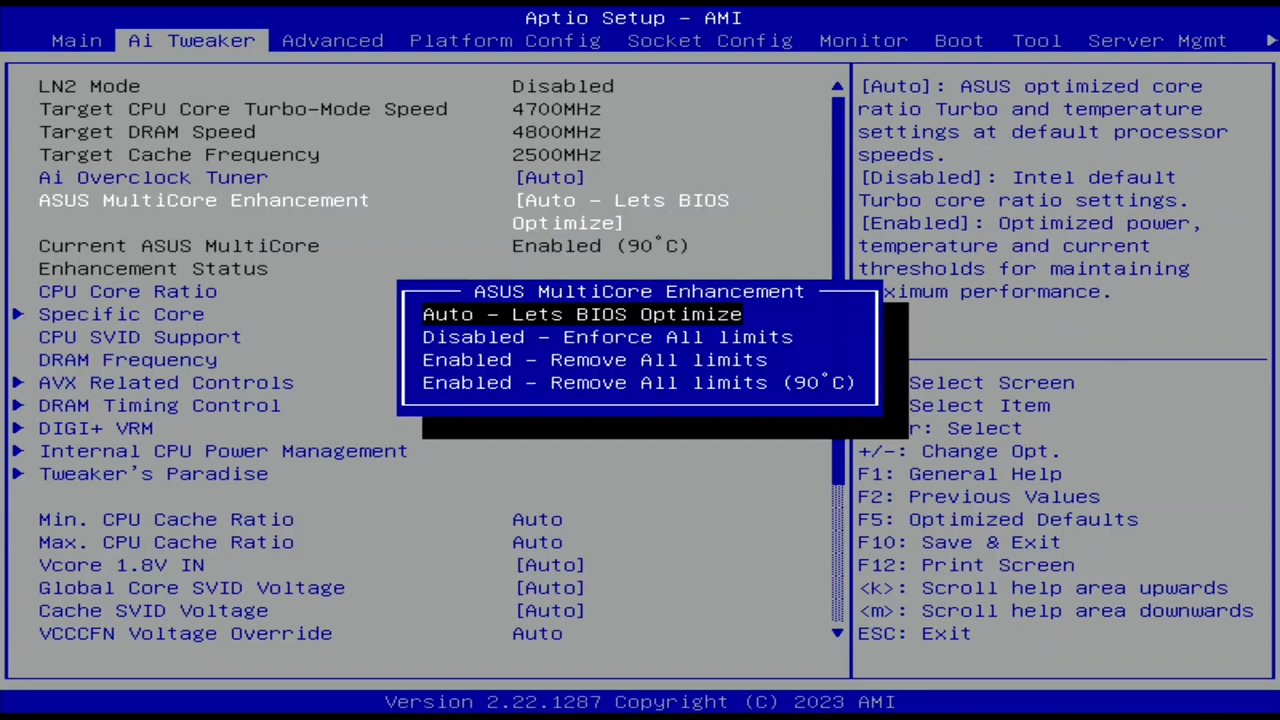 Aptio Setup - AMI
Main Ai Tweaker Advanced Platform Config Socket Config Monitor Boot Tool Server Mgmt
LN2 Mode Disabled
Target CPU Core Turbo-Mode Speed 4700MHz
Target DRAM Speed 4800MHz
Target Cache Frequency 2500MHz
Ai Overclock Tuner [Auto]
ASUS MultiCore Enhancement [Auto - Lets BIOS
Optimize]
Current ASUS MultiCore Enabled (90°C)
Enhancement Status
CPU Core Ratio
Specific Core
CPU SVID Support
DRAM Frequency
AVX Related Controls
DRAM Timing Control
DIGI+ VRM
Internal CPU Power Management
Tweaker's Paradise
Min. CPU Cache Ratio Auto
Max. CPU Cache Ratio Auto
Vcore 1.8V IN [Auto]
Global Core SVID Voltage [Auto]
Cache SVID Voltage [Auto]
VCCCFN Voltage Override Auto
ASUS MultiCore Enhancement
Auto - Lets BIOS Optimize
Disabled - Enforce All limits
Enabled - Remove All limits
Enabled - Remove All limits (90°C)
[Auto]: ASUS optimized core
ratio Turbo and temperature
settings at default processor
speeds.
[Disabled]: Intel default
Turbo core ratio settings.
[Enabled]: Optimized power,
temperature and current
thresholds for maintaining
ximum performance.
Select Screen
Select Item
r: Select
+/-: Change Opt.
F1: General Help
F2: Previous Values
F5: Optimized Defaults
F10: Save & Exit
F12: Print Screen
<k>: Scroll help area upwards
<m>: Scroll help area downwards
ESC: Exit
Version 2.22.1287 Copyright (C) 2023 AMI